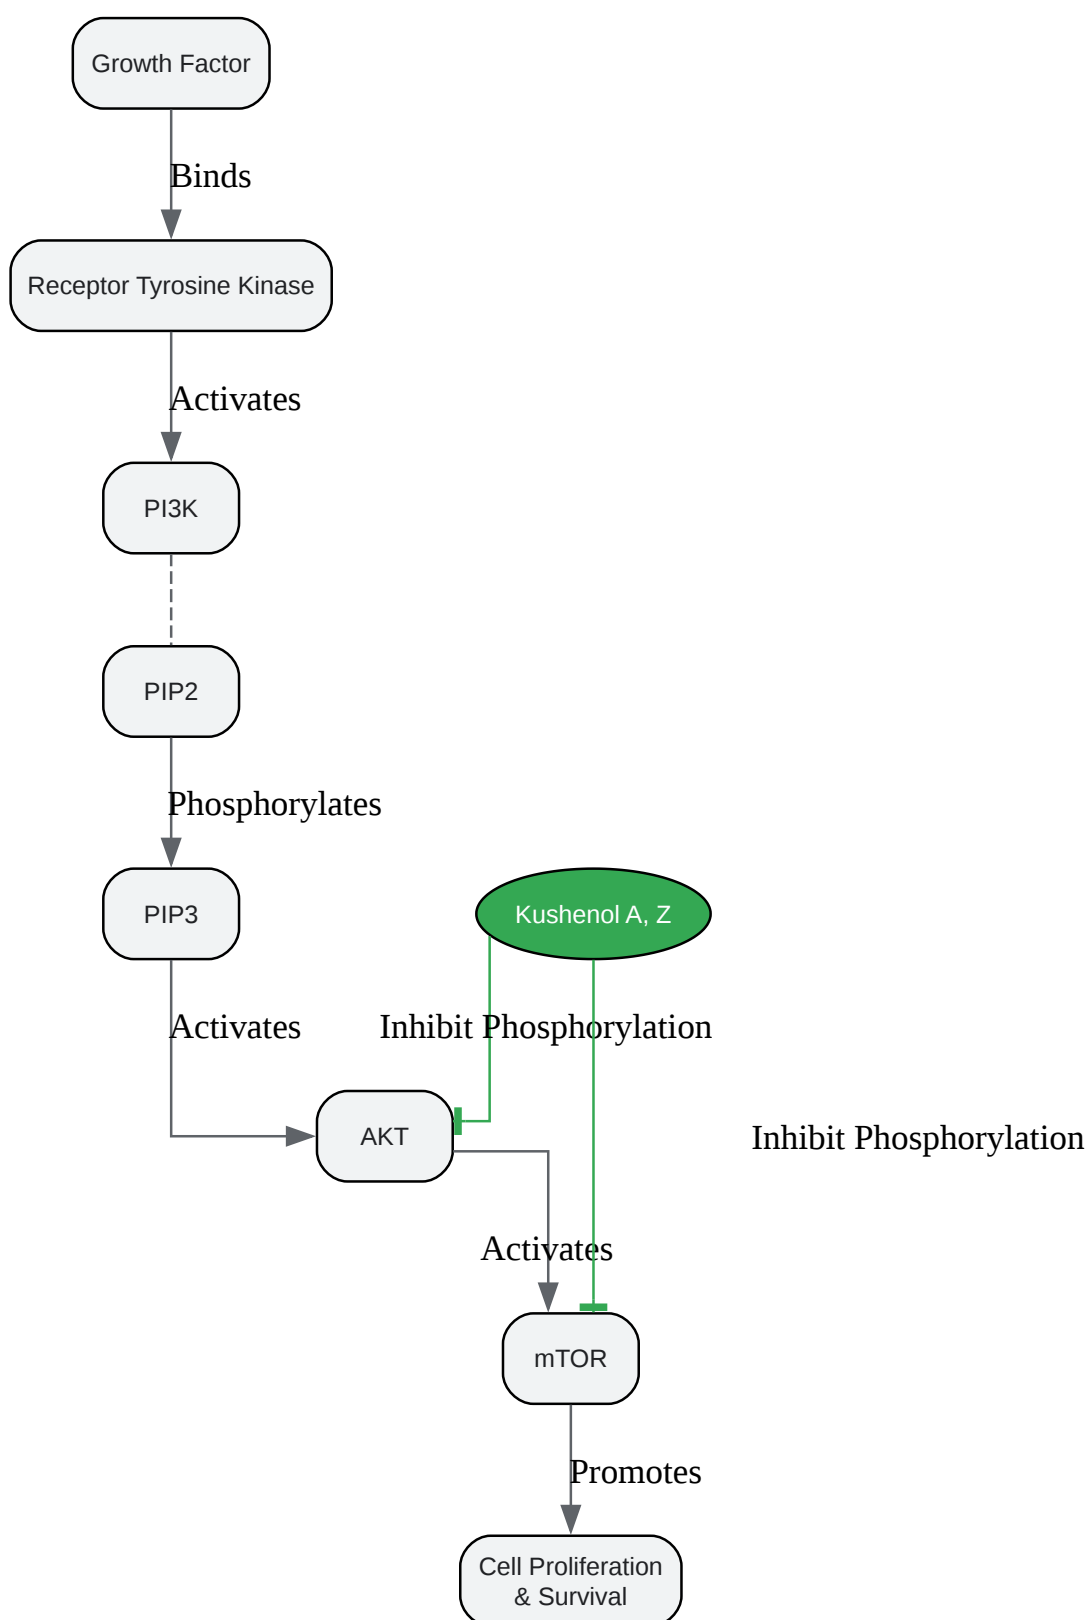 Growth Factor
Binds
Receptor Tyrosine Kinase
Activates
PI3K
PIP2
Phosphorylates
PIP3
Kushenol A, Z
Activates
Inhibit Phosphorylation
AKT
Inhibit Phosphorylation
Activates
mTOR
Promotes
Cell Proliferation
& Survival